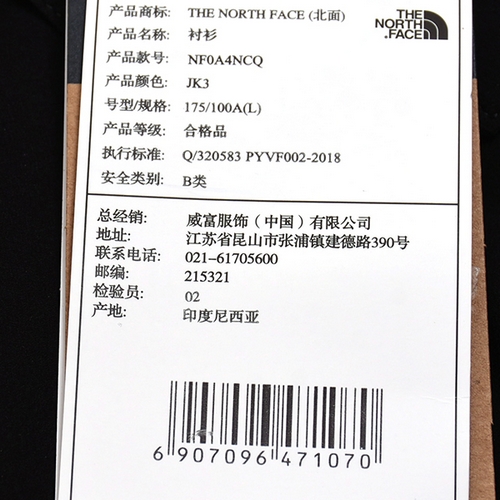 产品商标: THE NORTH FACE (北面)
THE
NORTH
FACE
产品名称: 衬衫
产品款号: NF0A4NCQ
产品颜色: JK3
号型/规格: 175/100A(L)
产品等级: 合格品
执行标准: Q/320583 PYVF002-2018
安全类别: B类
总经销: 威富服饰（中国）有限公司
地址: 江苏省昆山市张浦镇建德路390号
联系电话: 021-61705600
邮编: 215321
检验员: 02
产地: 印度尼西亚
6 907096 471070